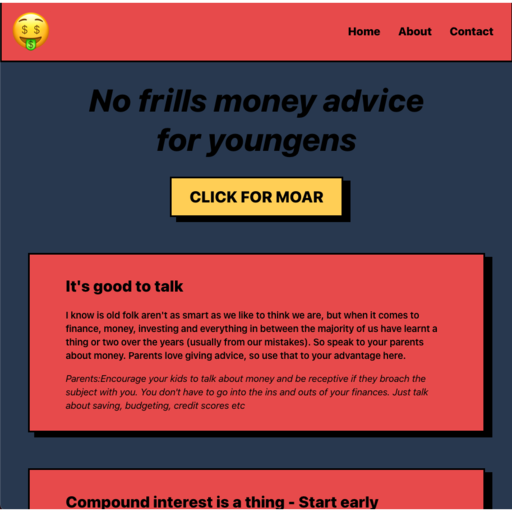 Home About Contact
No frills money advice
for youngens
CLICK FOR MOAR
It's good to talk
I know is old folk aren't as smart as we like to think we are, but when it comes to
finance, money, investing and everything in between the majority of us have learnt a
thing or two over the years (usually from our mistakes). So speak to your parents
about money. Parents love giving advice, so use that to your advantage here.
Parents:Encourage your kids to talk about money and be receptive if they broach the
subject with you. You don't have to go into the ins and outs of your finances. Just talk
about saving, budgeting, credit scores etc
Compound interest is a thing - Start early